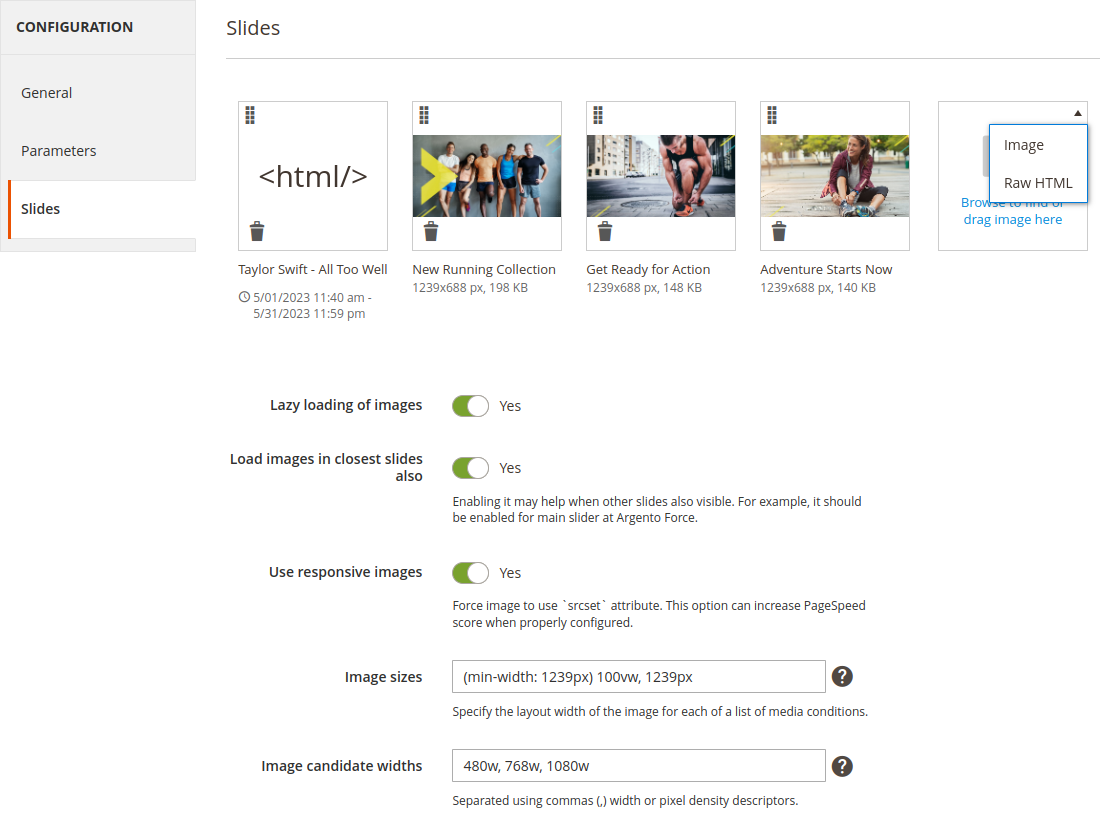 CONFIGURATION
General
Parameters
Slides
Slides
<html/>
Taylor Swift - All Too Well
5/01/2023 11:40 am -
5/31/2023 11:59 pm
New Running Collection
1239x688 px, 198 KB
Get Ready for Action
1239x688 px, 148 KB
Adventure Starts Now
1239x688 px, 140 KB
Image
Raw HTML
Browse to find or
drag image here
Lazy loading of images
Yes
Load images in closest slides
also
Yes
Enabling it may help when other slides also visible. For example, it should
be enabled for main slider at Argento Force.
Use responsive images
Yes
Force image to use `srcset` attribute. This option can increase PageSpeed
score when properly configured.
Image sizes
(min-width: 1239px) 100vw, 1239px
?
Specify the layout width of the image for each of a list of media conditions.
Image candidate widths
480w, 768w, 1080w
?
Separated using commas (,) width or pixel density descriptors.